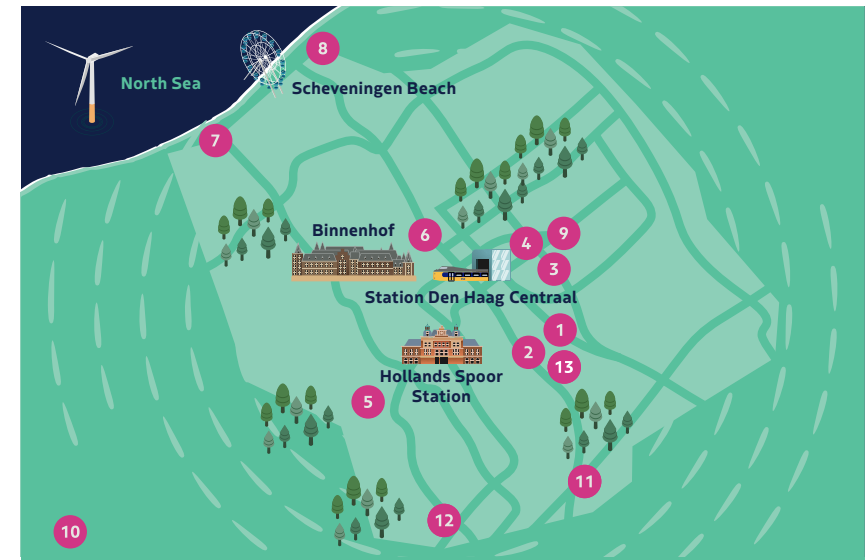 8
North Sea
Scheveningen Beach
7
Binnenhof
6
9
4
3
Station Den Haag Centraal
1
2
13
Hollands Spoor
Station
5
11
12
10